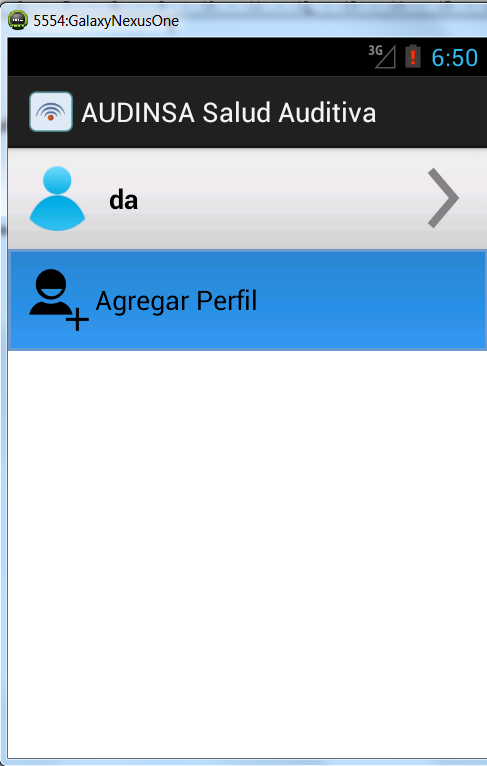 5554:GalaxyNexusOne
3G 6:50
AUDINSA Salud Auditiva
da
Agregar Perfil